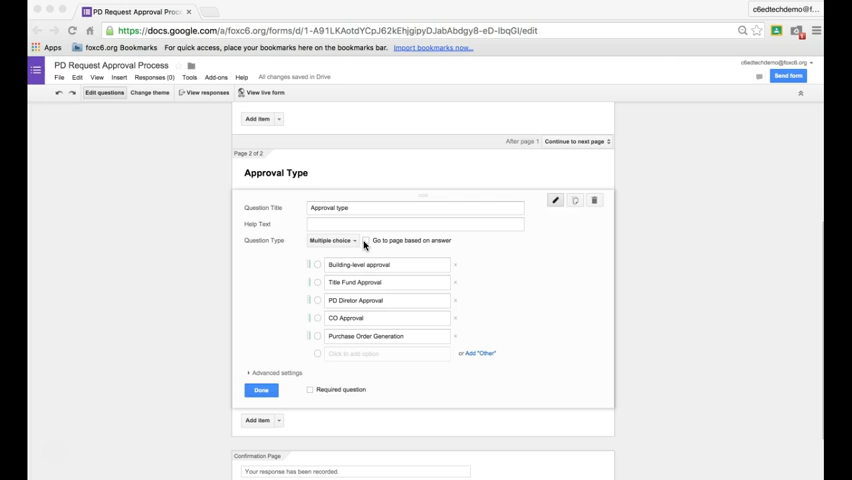 PD Request Approval Proce
c6edtechdemo@f...
https://docs.google.com/a/foxc6.org/forms/d/1-A91LKAotdYCpJ62kEhjgipyDJabAbdgy8-eD-IbqGI/edit
Apps foxc6.org Bookmarks For quick access, place your bookmarks here on the bookmarks bar. Import bookmarks now...
PD Request Approval Process
c6edtechdemo@foxc6.org
File Edit View Insert Responses (0) Tools Add-ons Help All changes saved in Drive
Send form
Edit questions Change theme View responses View live form
Add item
After page 1 Continue to next page
Page 2 of 2
Approval Type
Question Title Approval type
Help Text
Question Type Multiple choice Go to page based on answer
Building-level approval
Title Fund Approval
PD Diretor Approval
CO Approval
Purchase Order Generation
Click to add option or Add "Other"
Advanced settings
Done Required question
Add item
Confirmation Page
Your response has been recorded.